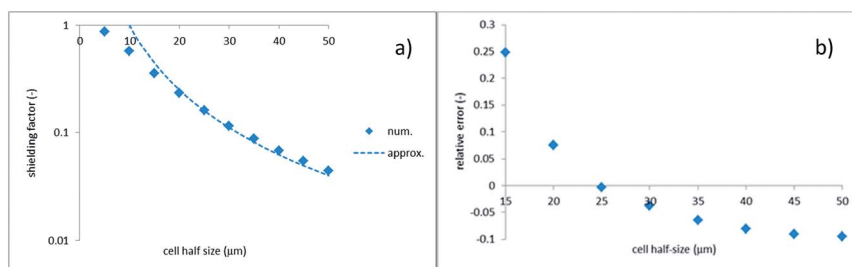 a)
1
0.1
0.01
0 10 20 30 40 50
shielding factor (-)
cell half size (µm)
num.
approx.
b)
0.3
0.25
0.2
0.15
0.1
0.05
0
-0.05
-0.1
15 20 25 30 35 40 45 50
relative error (-)
cell half-size (µm)